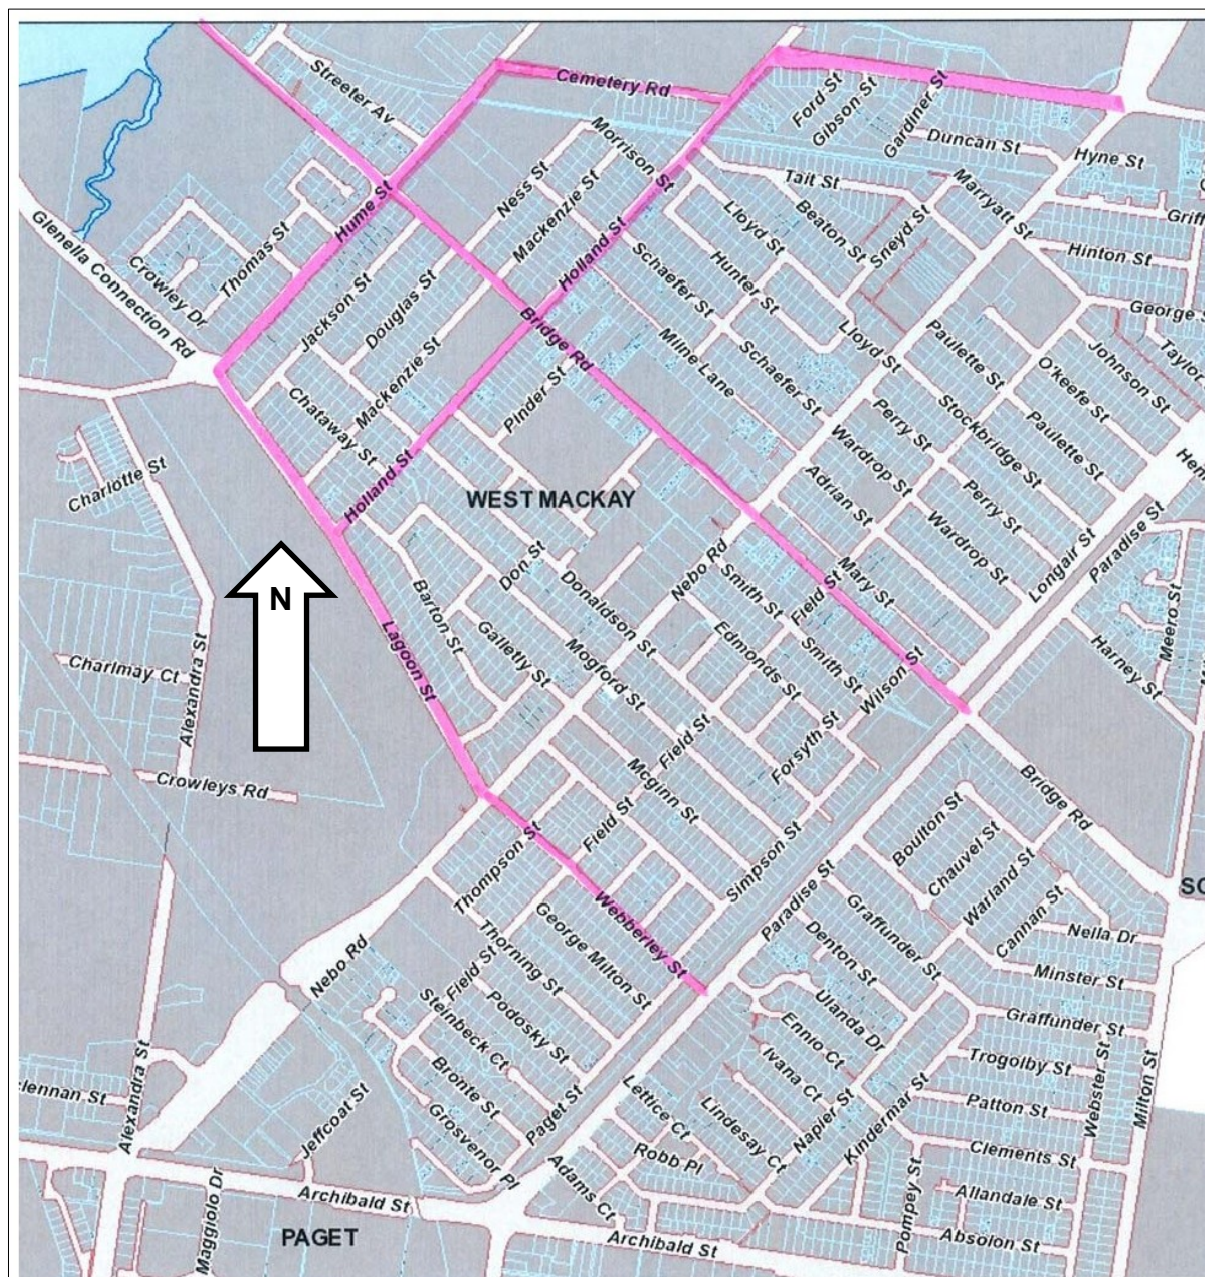 Streeter Av
Cemetery Rd
Ford St
Gibson St
Gardiner St
Duncan St
Hyne St
Morrison St
Ness St
Mackenzie St
Tait St
Marryatt St
Hume St
Lloyd St
Beaton St
Sneyd St
Griff
Glenella Connection Rd
Thomas St
Crowley Dr
Holland St
Schaefer St
Hunter St
Hinton St
Jackson St
Douglas St
Mackenzie St
Bridge Rd
Milne Lane
Schaefer St
Lloyd St
Paulette St
George S
Taylor
Johnson St
O'keefe St
Chataway St
Pinder St
Perry St
Stockbridge St
Paulette St
Wardrop St
Charlotte St
Holland St
WEST MACKAY
Adrian St
Perry St
Hen
Wardrop St
Paradise St
Longair St
N
Don St
Nebo Rd
Donaldson St
Smith St
Field St
Mary St
Barton St
Galletly St
Mogford St
Edmonds St
Smith St
Wilson St
Harney St
Meero St
Lagoon St
Charlmay Ct
Alexandra St
Field St
Forsyth St
Crowleys Rd
Mcginn St
Bridge Rd
Field St
Boulton St
Chauvel St
Thompson St
Simpson St
Paradise St
Warland St
SO
Webberley St
Graffunder St
Cannan St
Nella Dr
Thorning St
George Milton St
Denton St
Minster St
Nebo Rd
Field St
Podosky St
Steinbeck Ct
Ulanda Dr
Graffunder St
Ennio Ct
Ivana Ct
Trogolby St
Webster St
Milton St
Bronte St
clennan St
Alexandra St
Jeffcoat St
Grosvenor Pl
Paget St
Lettice Ct
Lindesay Ct
Napier St
Kindermar St
Patton St
Clements St
Robb Pl
Adams Ct
Maggiolo Dr
Archibald St
PAGET
Archibald St
Pompey St
Allandale St
Absolon St